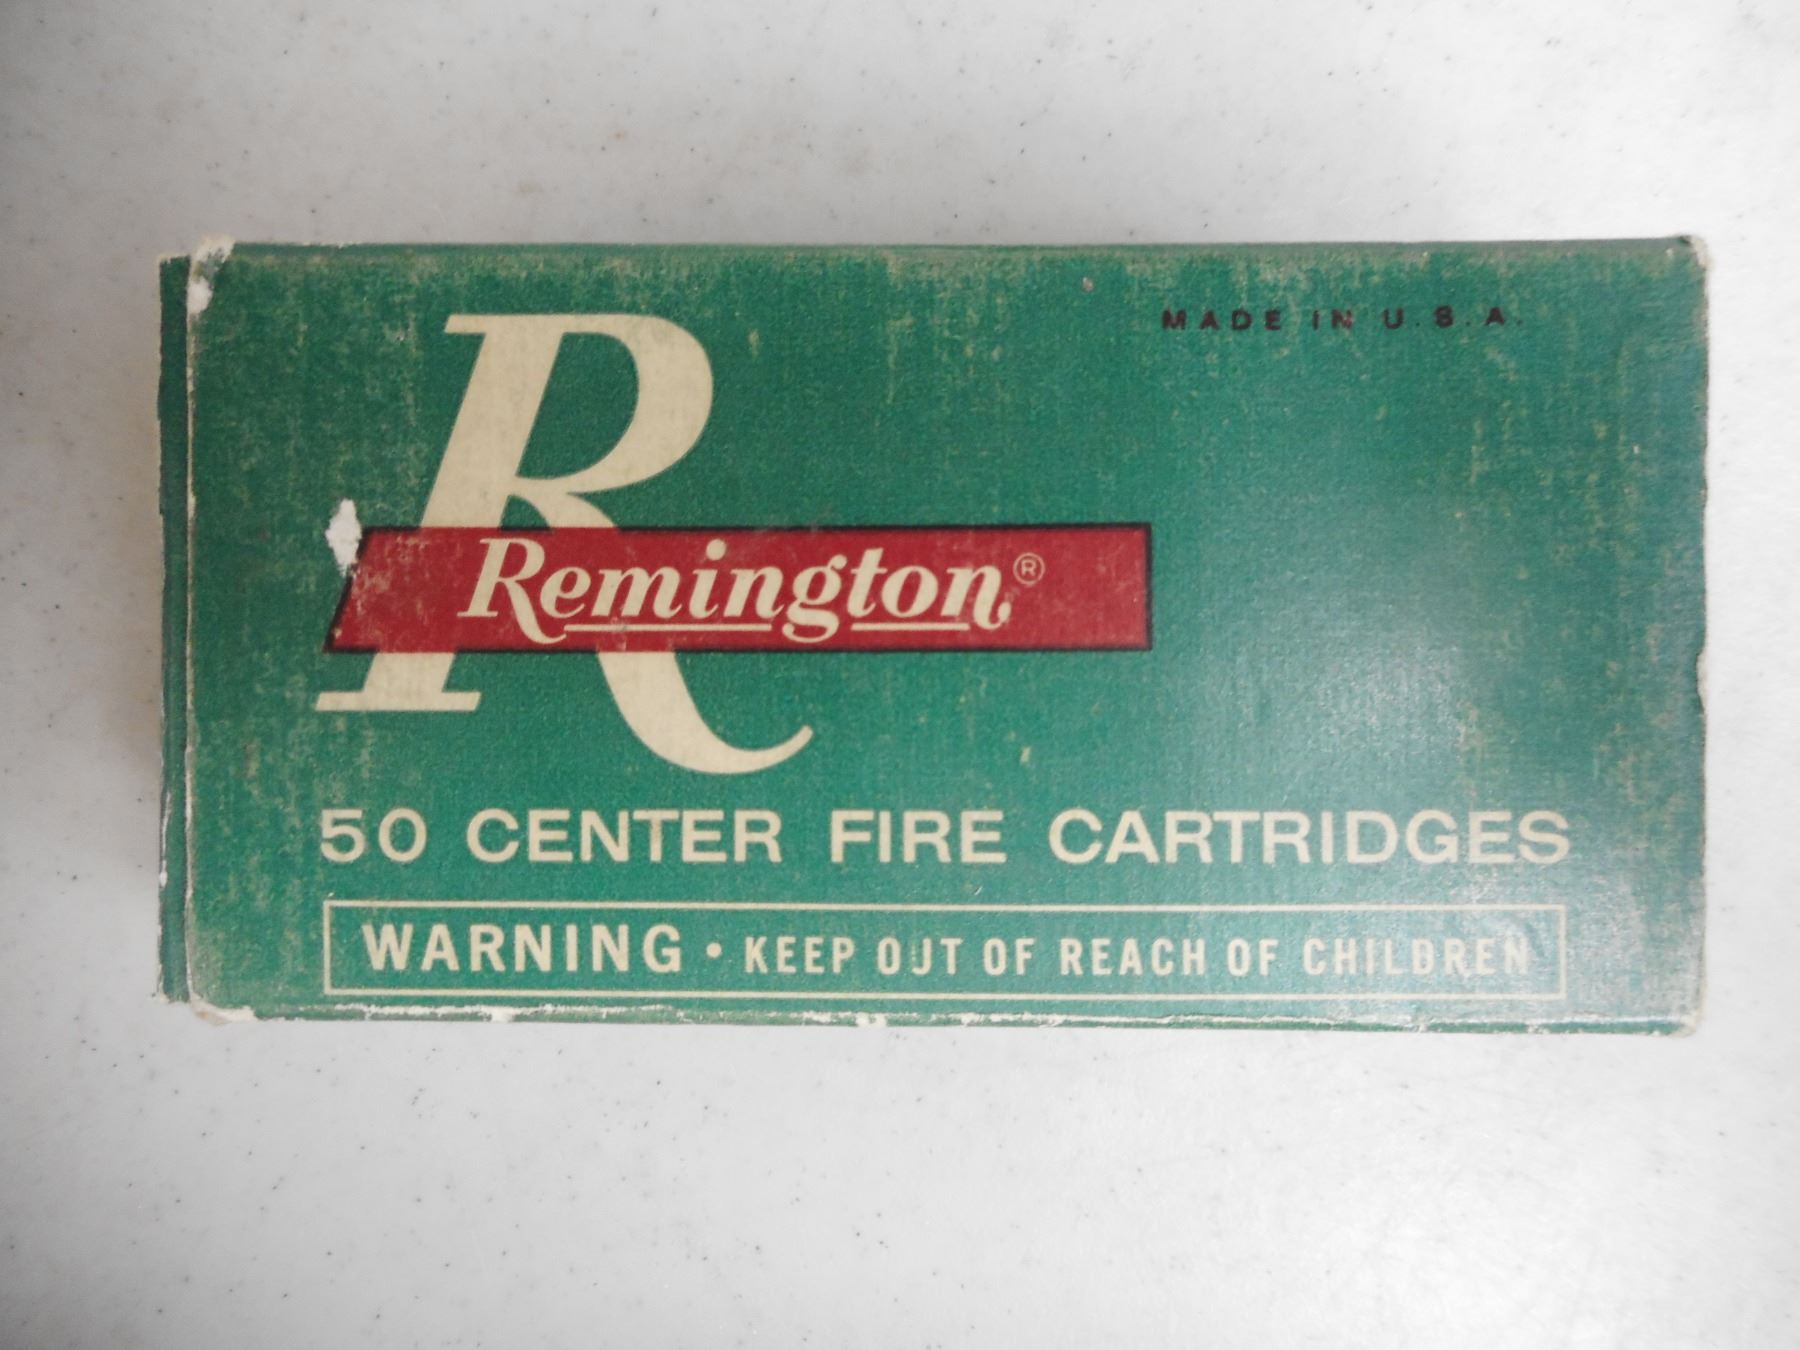 MADE IN U.S.A.
R
Remington®
50 CENTER FIRE CARTRIDGES
WARNING • KEEP OUT OF REACH OF CHILDREN